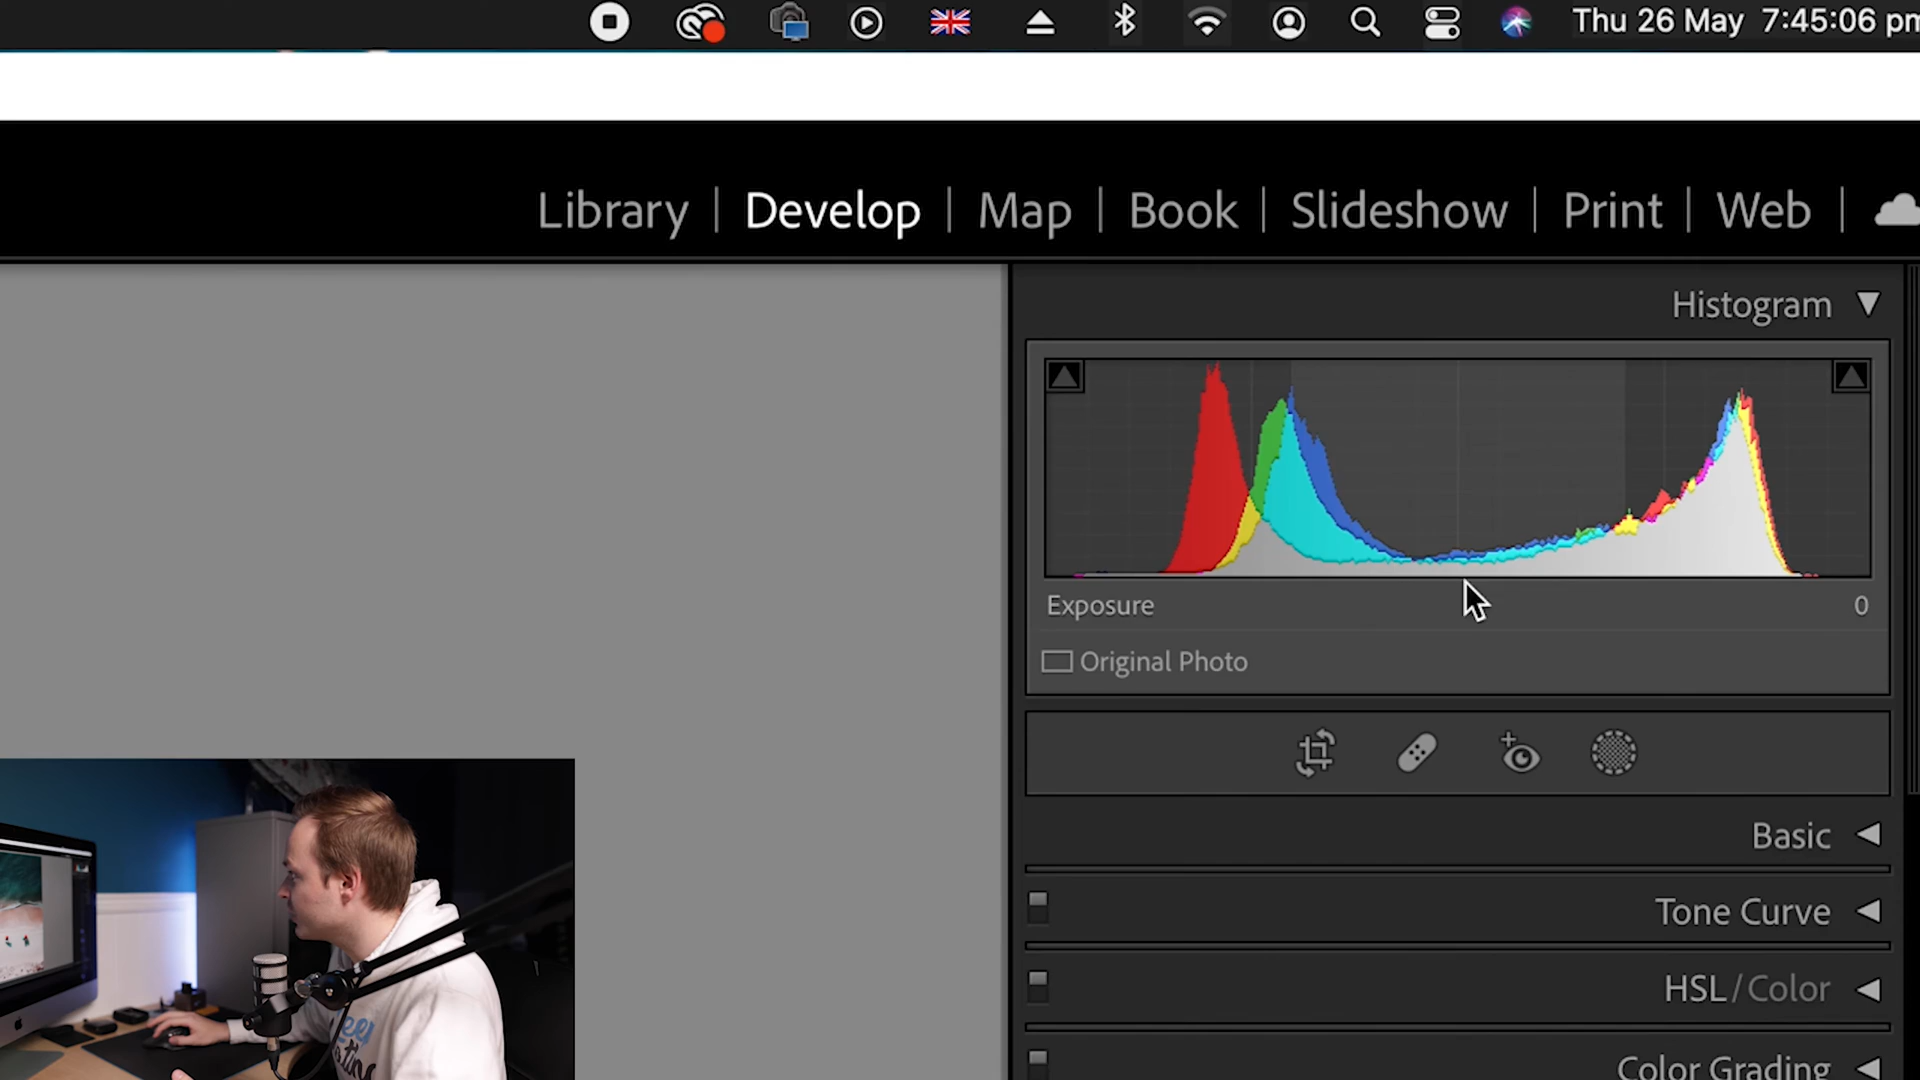 Thu 26 May 7:45:06 pm
Library | Develop | Map | Book | Slideshow | Print | Web |
Histogram
Exposure 0
Original Photo
Basic
Tone Curve
HSL / Color
Color Grading